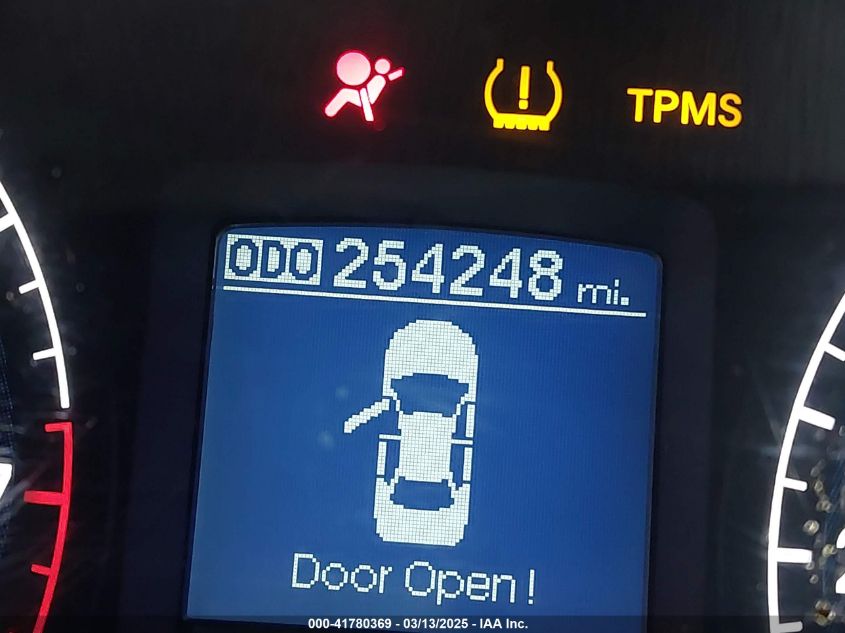 TPMS
ODO 254248 mi.
Door Open!
000-41780369 - 03/13/2025 - IAA Inc.